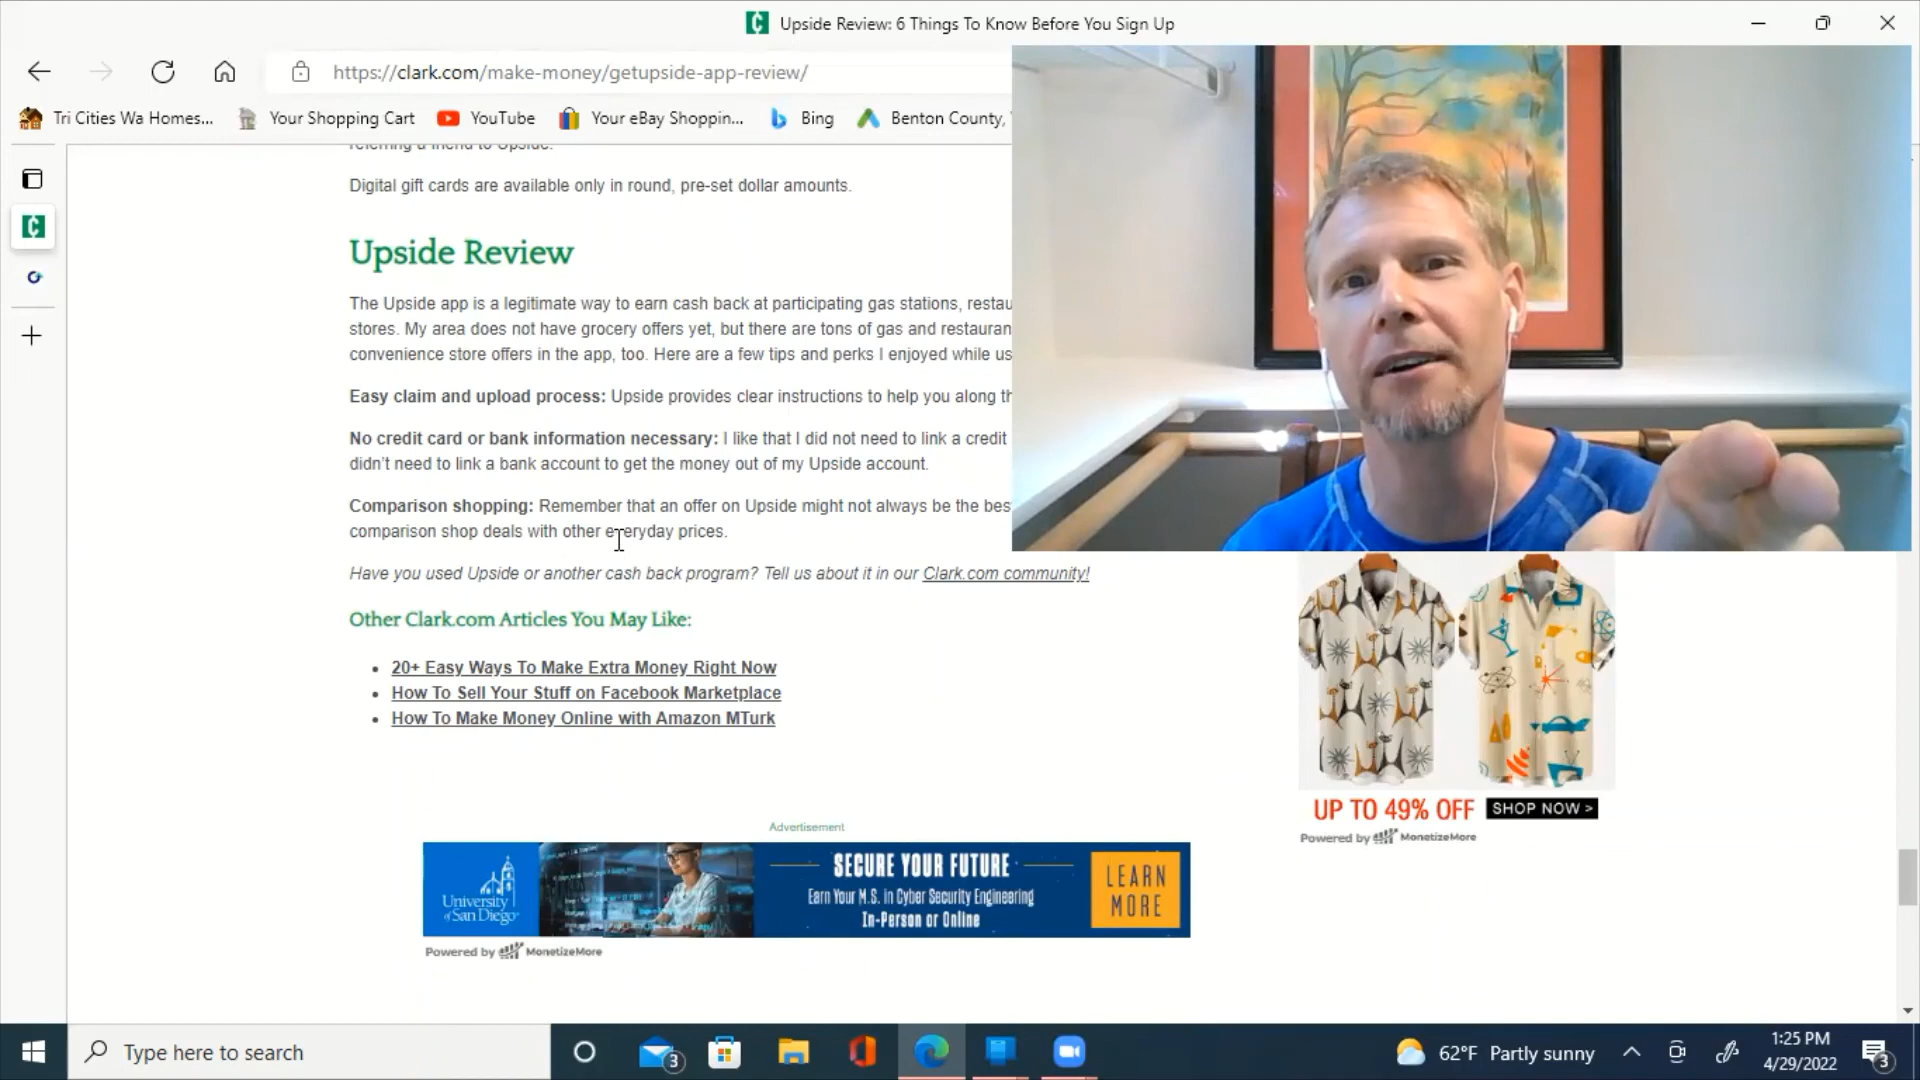 Upside Review: 6 Things To Know Before You Sign Up
https://clark.com/make-money/getupside-app-review/
Tri Cities Wa Homes...
Your Shopping Cart
YouTube
Your eBay Shoppin...
Bing
Benton County,
referring a friend to Upside.
Digital gift cards are available only in round, pre-set dollar amounts.
Upside Review
The Upside app is a legitimate way to earn cash back at participating gas stations, restau
stores. My area does not have grocery offers yet, but there are tons of gas and restauran
convenience store offers in the app, too. Here are a few tips and perks I enjoyed while us
Easy claim and upload process: Upside provides clear instructions to help you along th
No credit card or bank information necessary: I like that I did not need to link a credit
didn't need to link a bank account to get the money out of my Upside account.
Comparison shopping: Remember that an offer on Upside might not always be the bes
comparison shop deals with other everyday prices.
Have you used Upside or another cash back program? Tell us about it in our Clark.com community!
Other Clark.com Articles You May Like:
20+ Easy Ways To Make Extra Money Right Now
How To Sell Your Stuff on Facebook Marketplace
How To Make Money Online with Amazon MTurk
UP TO 49% OFF
SHOP NOW >
Powered by MonetizeMore
Advertisement
University
of San Diego
SECURE YOUR FUTURE
Earn Your M.S. in Cyber Security Engineering
In-Person or Online
LEARN
MORE
Powered by MonetizeMore
Type here to search
3
62°F Partly sunny
1:25 PM
4/29/2022
3